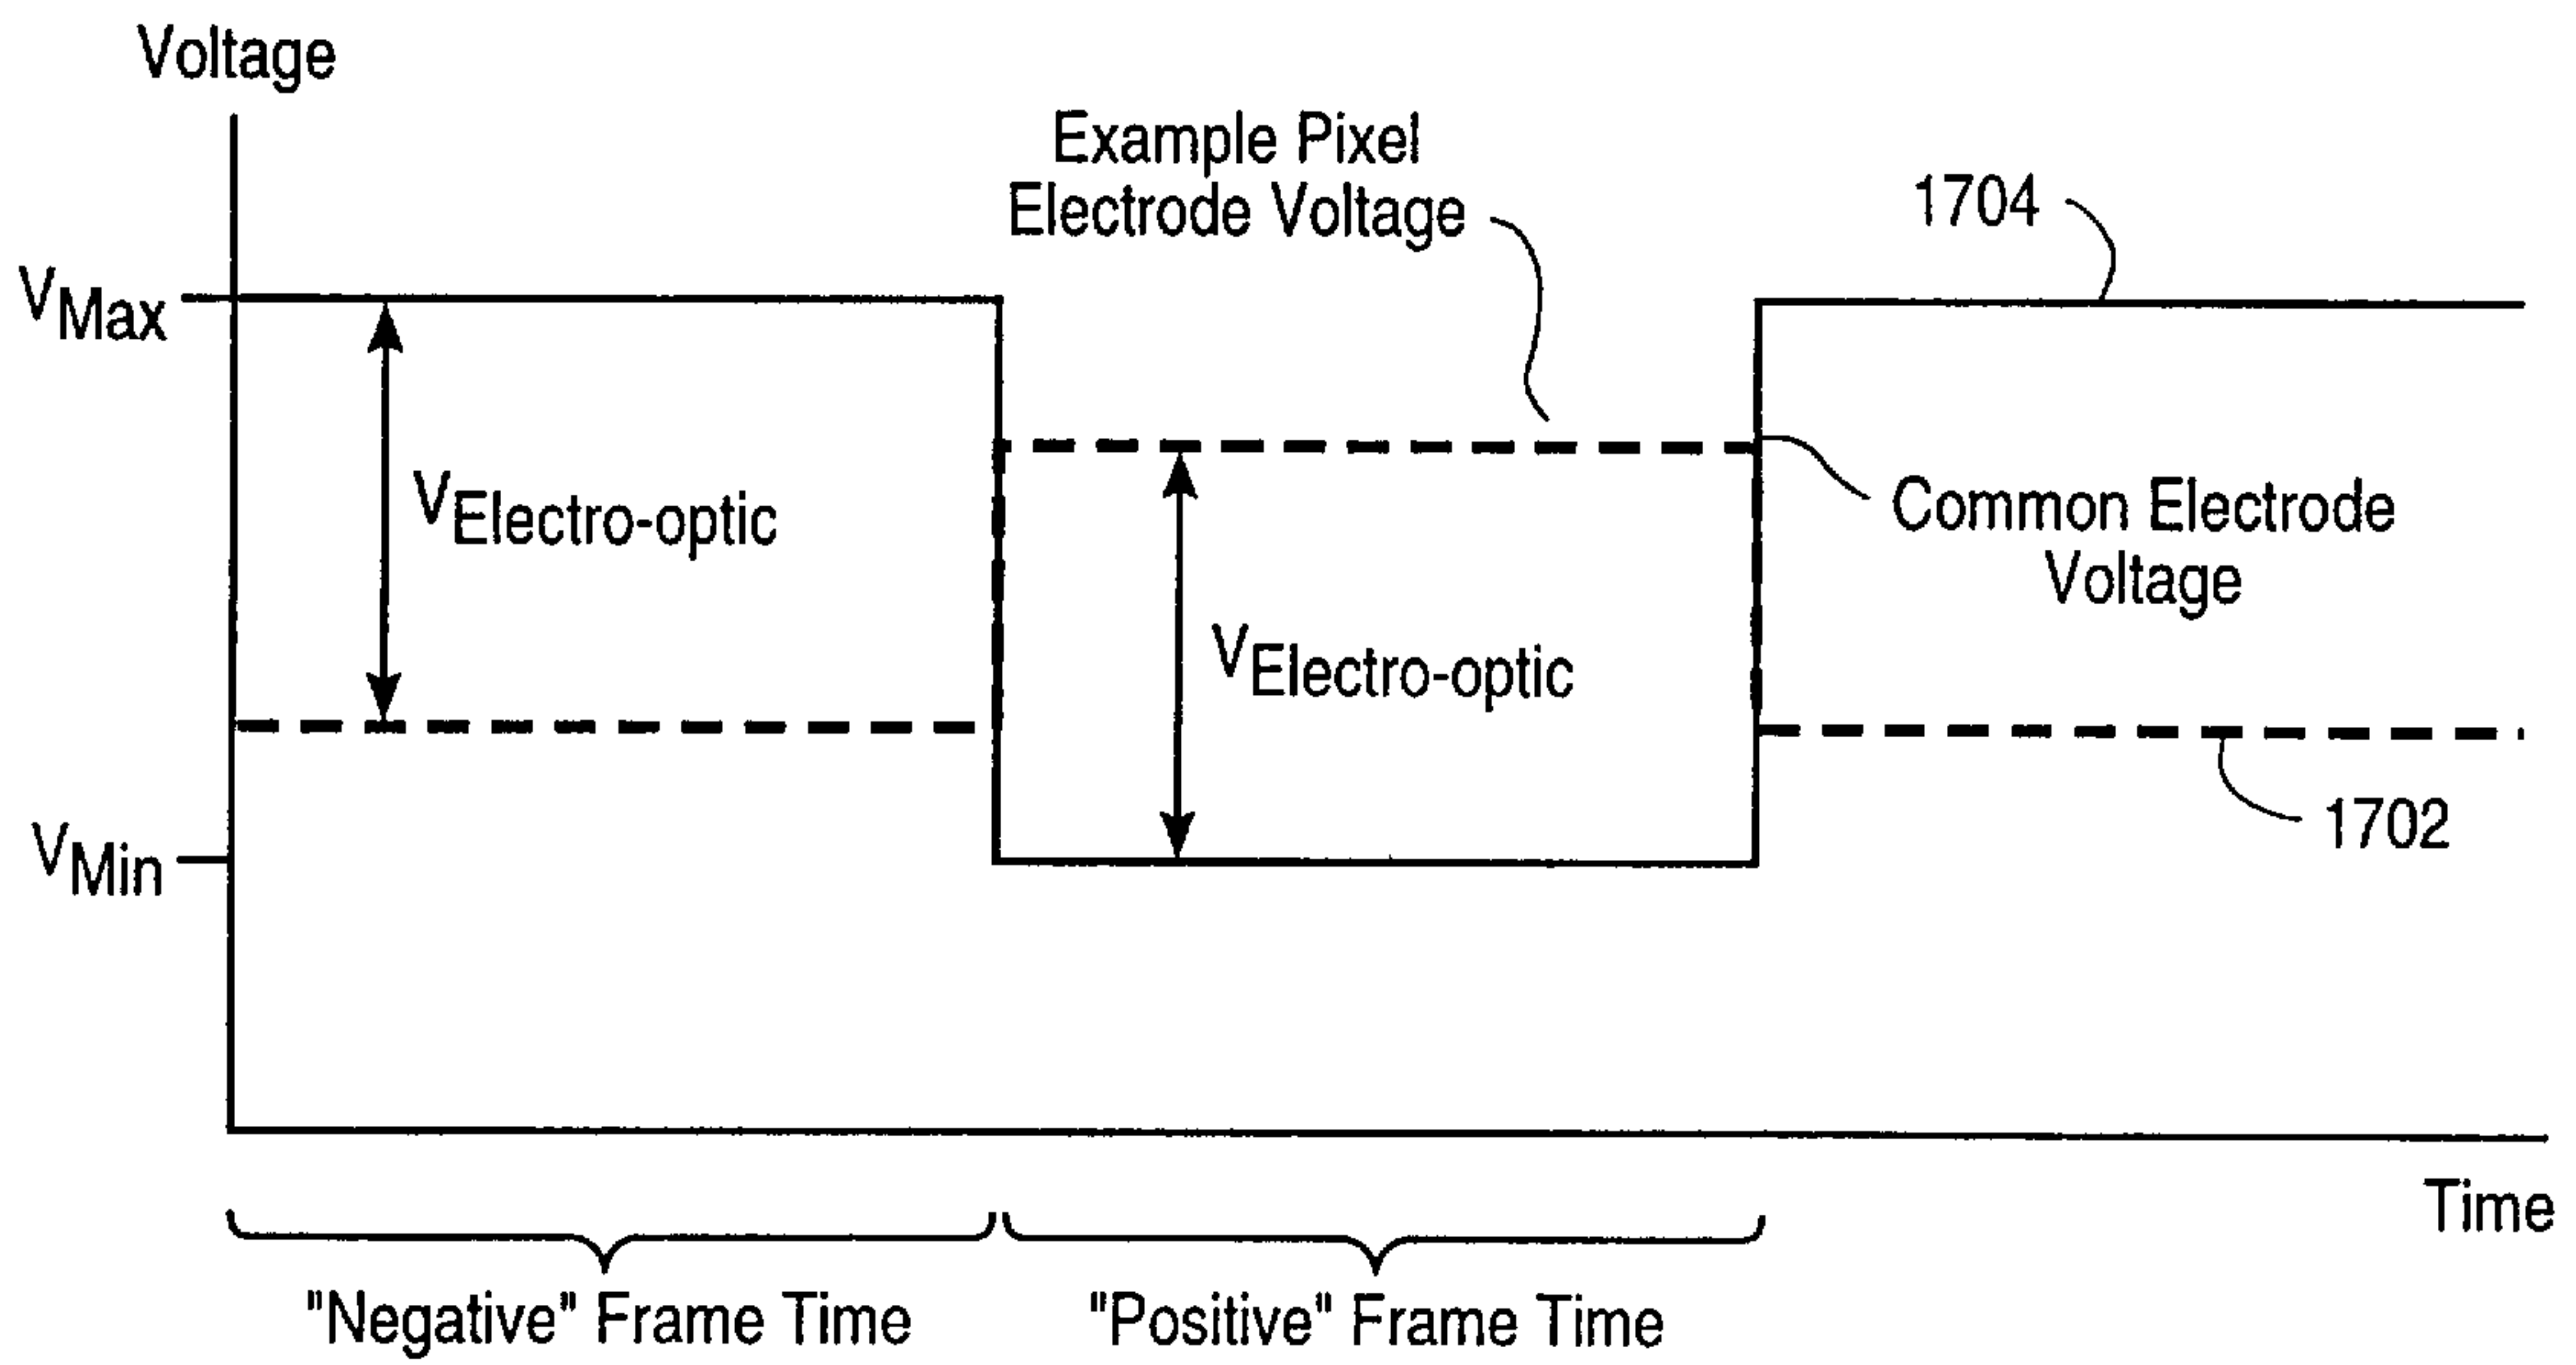 Voltage
Example Pixel
Electrode Voltage
1704
VMax
VElectro-optic
Common Electrode
Voltage
VElectro-optic
1702
VMin
Time
"Negative" Frame Time
"Positive" Frame Time